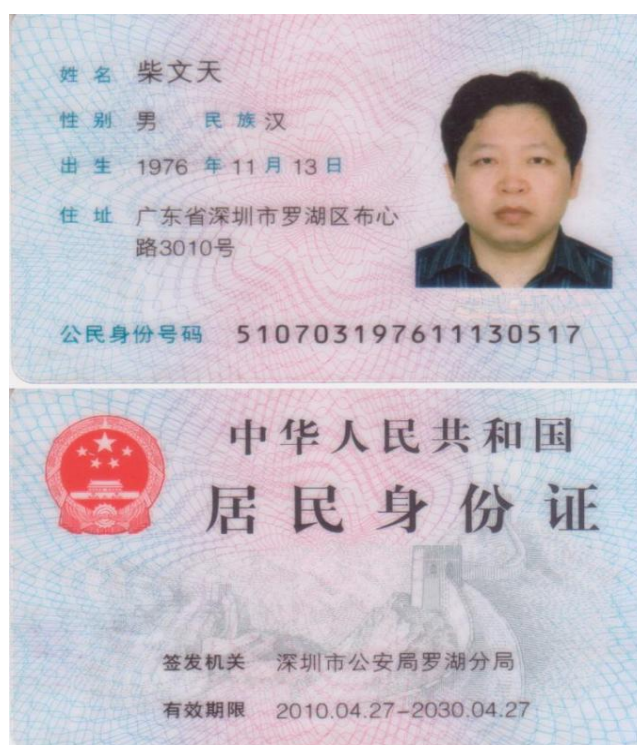 姓名 柴文天
性别 男 民族 汉
出生 1976 年 11 月 13 日
住址 广东省深圳市罗湖区布心
路3010号
公民身份号码 510703197611130517
中华人民共和国
居民身份证
签发机关 深圳市公安局罗湖分局
有效期限 2010.04.27-2030.04.27